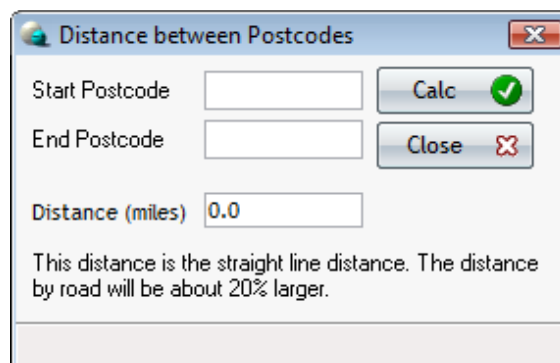 Distance between Postcodes
Start Postcode
Calc
End Postcode
Close
Distance (miles) 0.0
This distance is the straight line distance. The distance
by road will be about 20% larger.